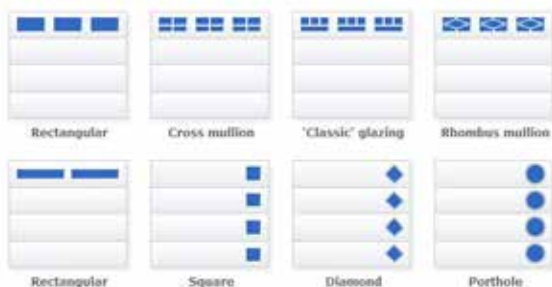 Rectangular
Cross mullion
'Classic' glazing
Rhombus mullion
Rectangular
Square
Diamond
Porthole